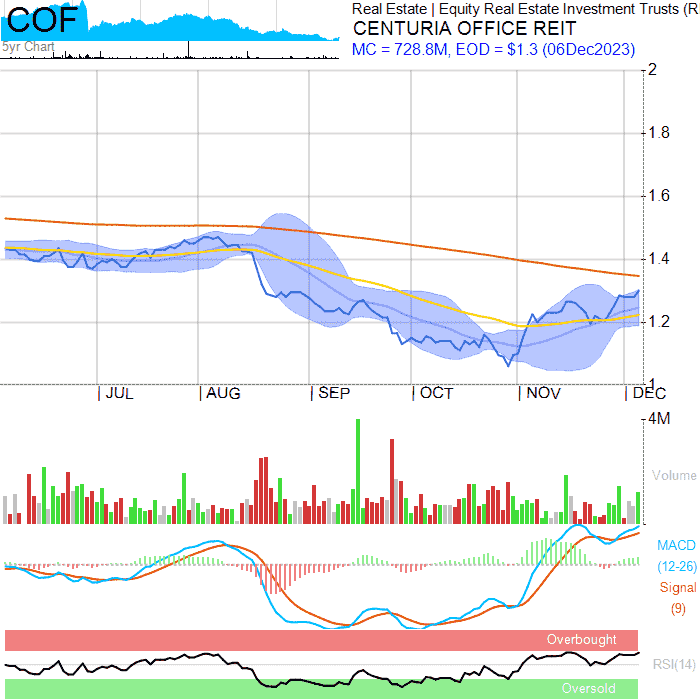 COF
5yr Chart
Real Estate | Equity Real Estate Investment Trusts (R
CENTURIA OFFICE REIT
MC = 728.8M, EOD = $1.3 (06Dec2023)
2
1.8
1.6
1.4
1.2
1
JUL AUG SEP OCT NOV DEC
4M
Volume
MACD
(12-26)
Signal
(9)
Overbought
RSI(14)
Oversold